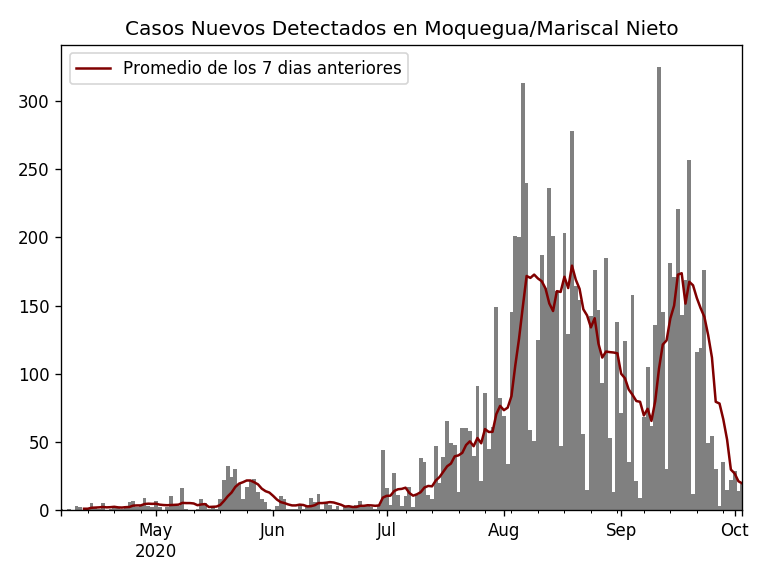 Casos Nuevos Detectados en Moquegua/Mariscal Nieto
Promedio de los 7 dias anteriores
300
250
200
150
100
50
0
May
2020
Jun
Jul
Aug
Sep
Oct